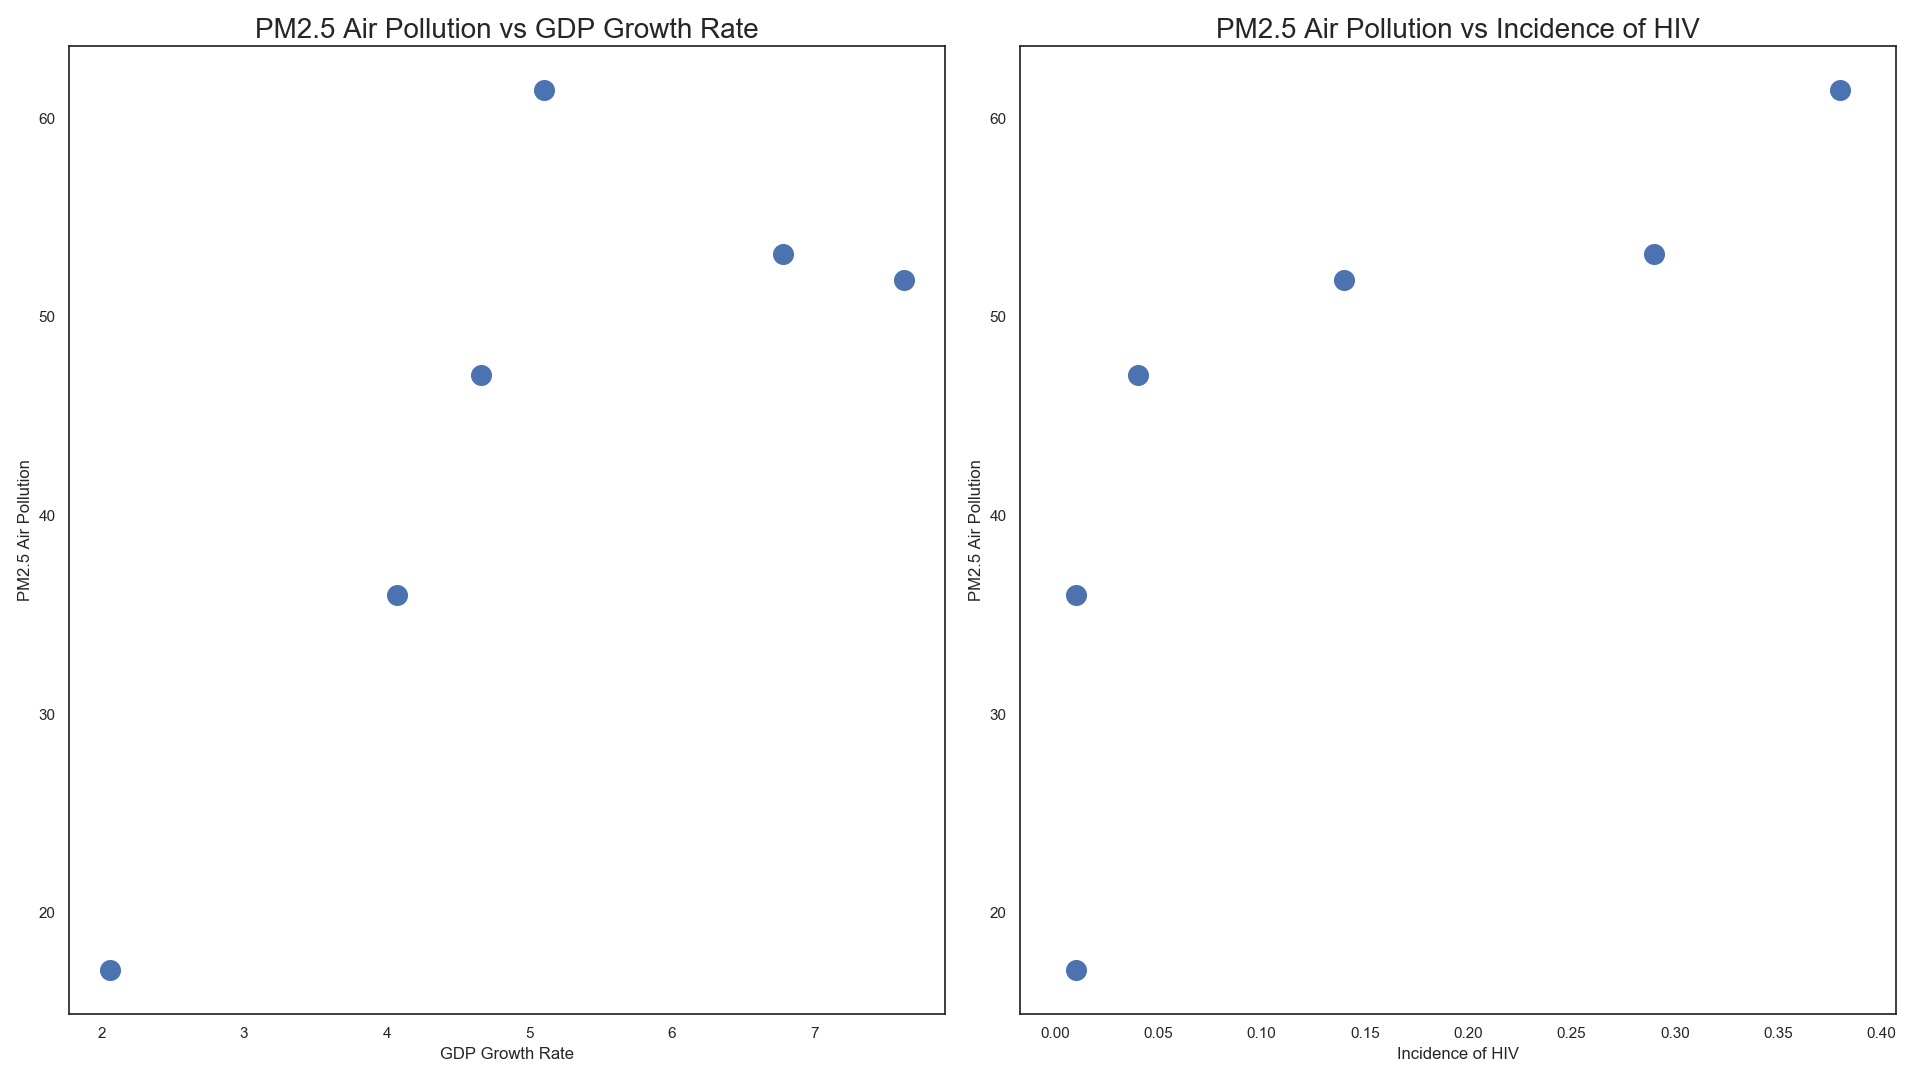 PM2.5 Air Pollution vs GDP Growth Rate
60
50
40
30
20
PM2.5 Air Pollution
2 3 4 5 6 7
GDP Growth Rate
PM2.5 Air Pollution vs Incidence of HIV
60
50
40
30
20
PM2.5 Air Pollution
0.00 0.05 0.10 0.15 0.20 0.25 0.30 0.35 0.40
Incidence of HIV